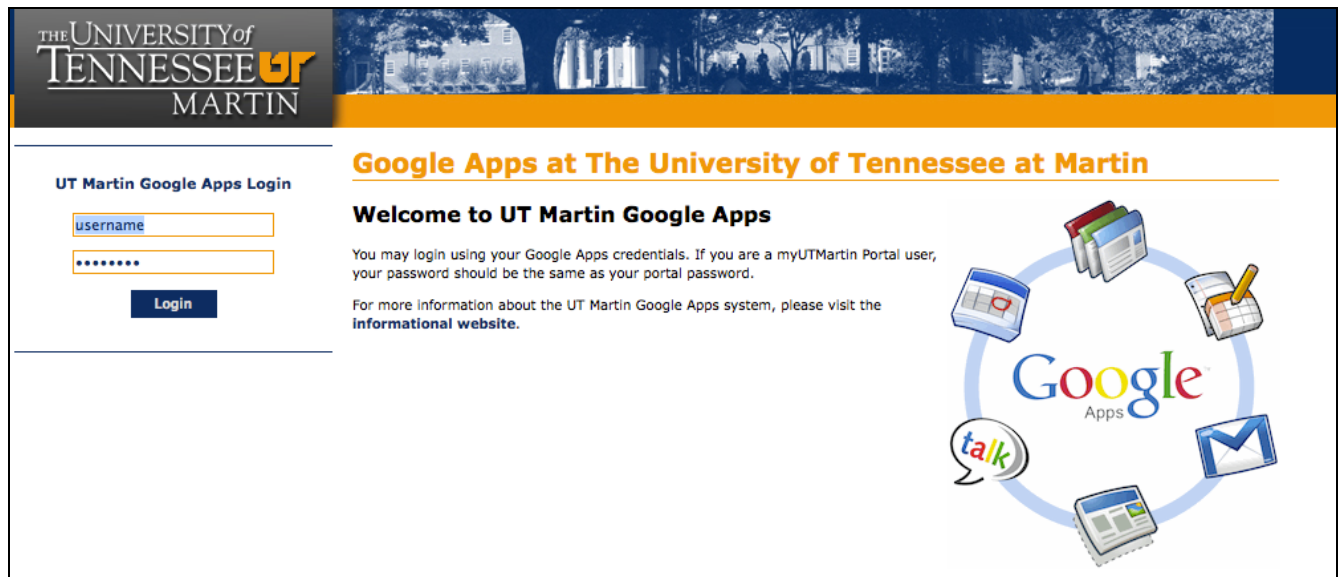 THE UNIVERSITY of
TENNESSEE UT
MARTIN
UT Martin Google Apps Login
username
••••••••
Login
Google Apps at The University of Tennessee at Martin
Welcome to UT Martin Google Apps
You may login using your Google Apps credentials. If you are a myUTMartin Portal user,
your password should be the same as your portal password.
For more information about the UT Martin Google Apps system, please visit the
informational website.
Google™
Apps
talk